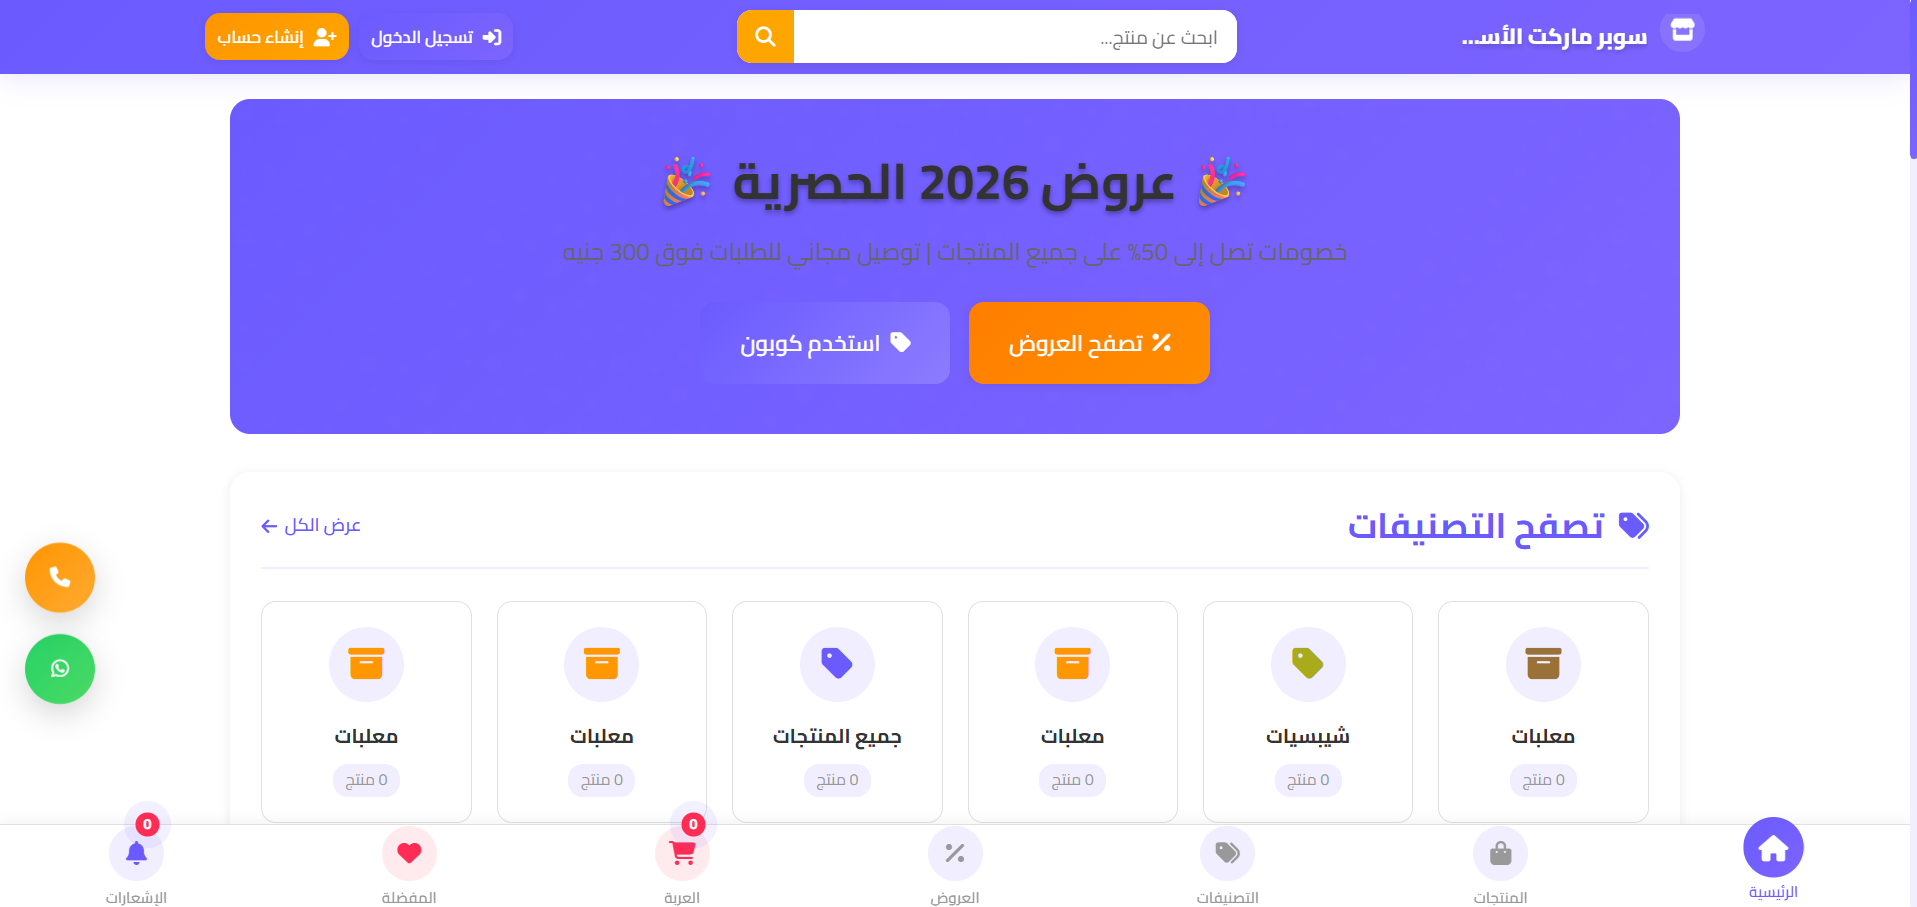 سوبر ماركت الأسـ...
ابحث عن منتج...
تسجيل الدخول
إنشاء حساب
🎉 عروض 2026 الحصرية 🎉
خصومات تصل إلى 50% على جميع المنتجات | توصيل مجاني للطلبات فوق 300 جنيه
تصفح العروض
استخدم كوبون
تصفح التصنيفات
عرض الكل
معلبات
0 منتج
شيبسيات
0 منتج
معلبات
0 منتج
جميع المنتجات
0 منتج
معلبات
0 منتج
معلبات
0 منتج
الرئيسية
المنتجات
التصنيفات
العروض
0
العربة
المفضلة
0
الإشعارات